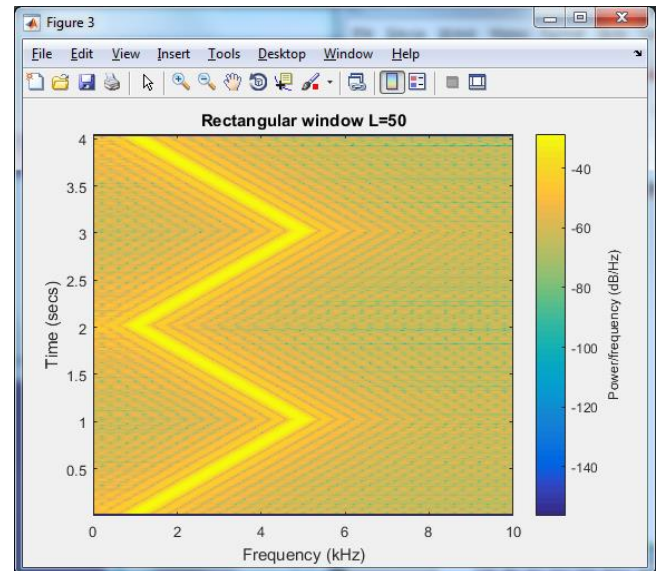 Figure 3
File Edit View Insert Tools Desktop Window Help
Rectangular window L=50
4
3.5
3
2.5
2
1.5
1
0.5
Time (secs)
0 2 4 6 8 10
Frequency (kHz)
-40
-60
-80
-100
-120
-140
Power/frequency (dB/Hz)